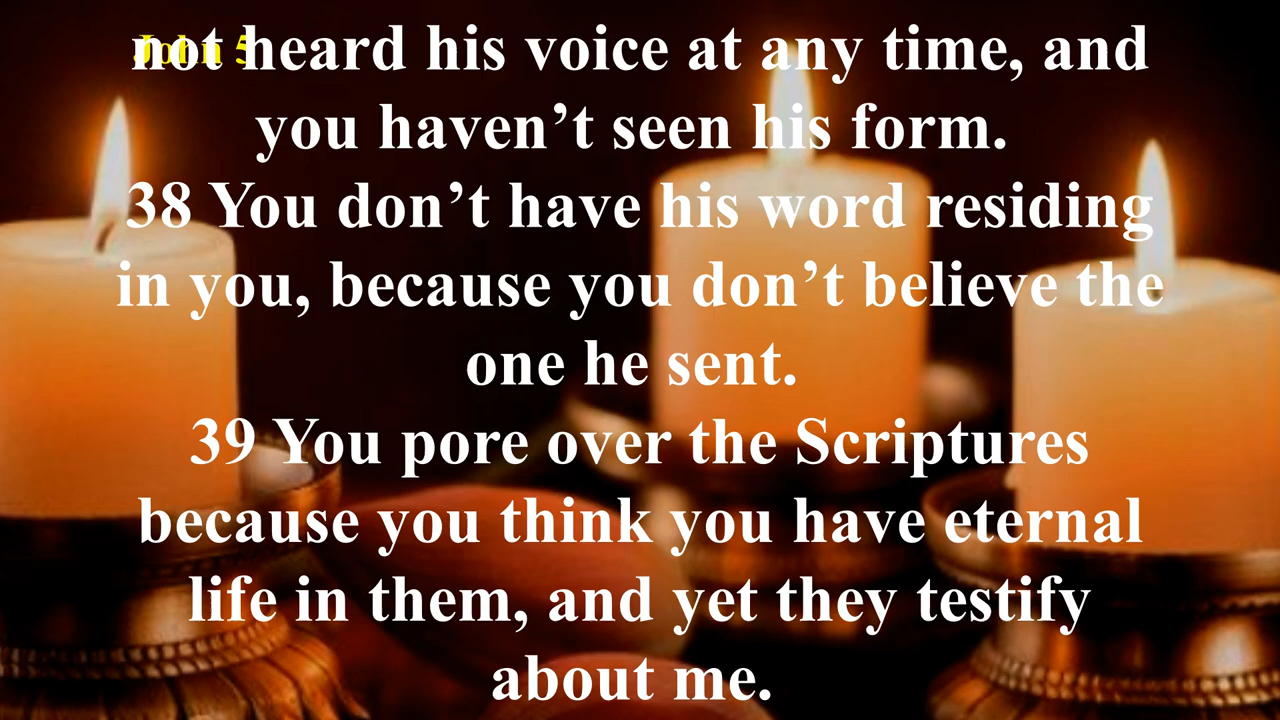 John 5
not heard his voice at any time, and
you haven’t seen his form.
38 You don’t have his word residing
in you, because you don’t believe the
one he sent.
39 You pore over the Scriptures
because you think you have eternal
life in them, and yet they testify
about me.